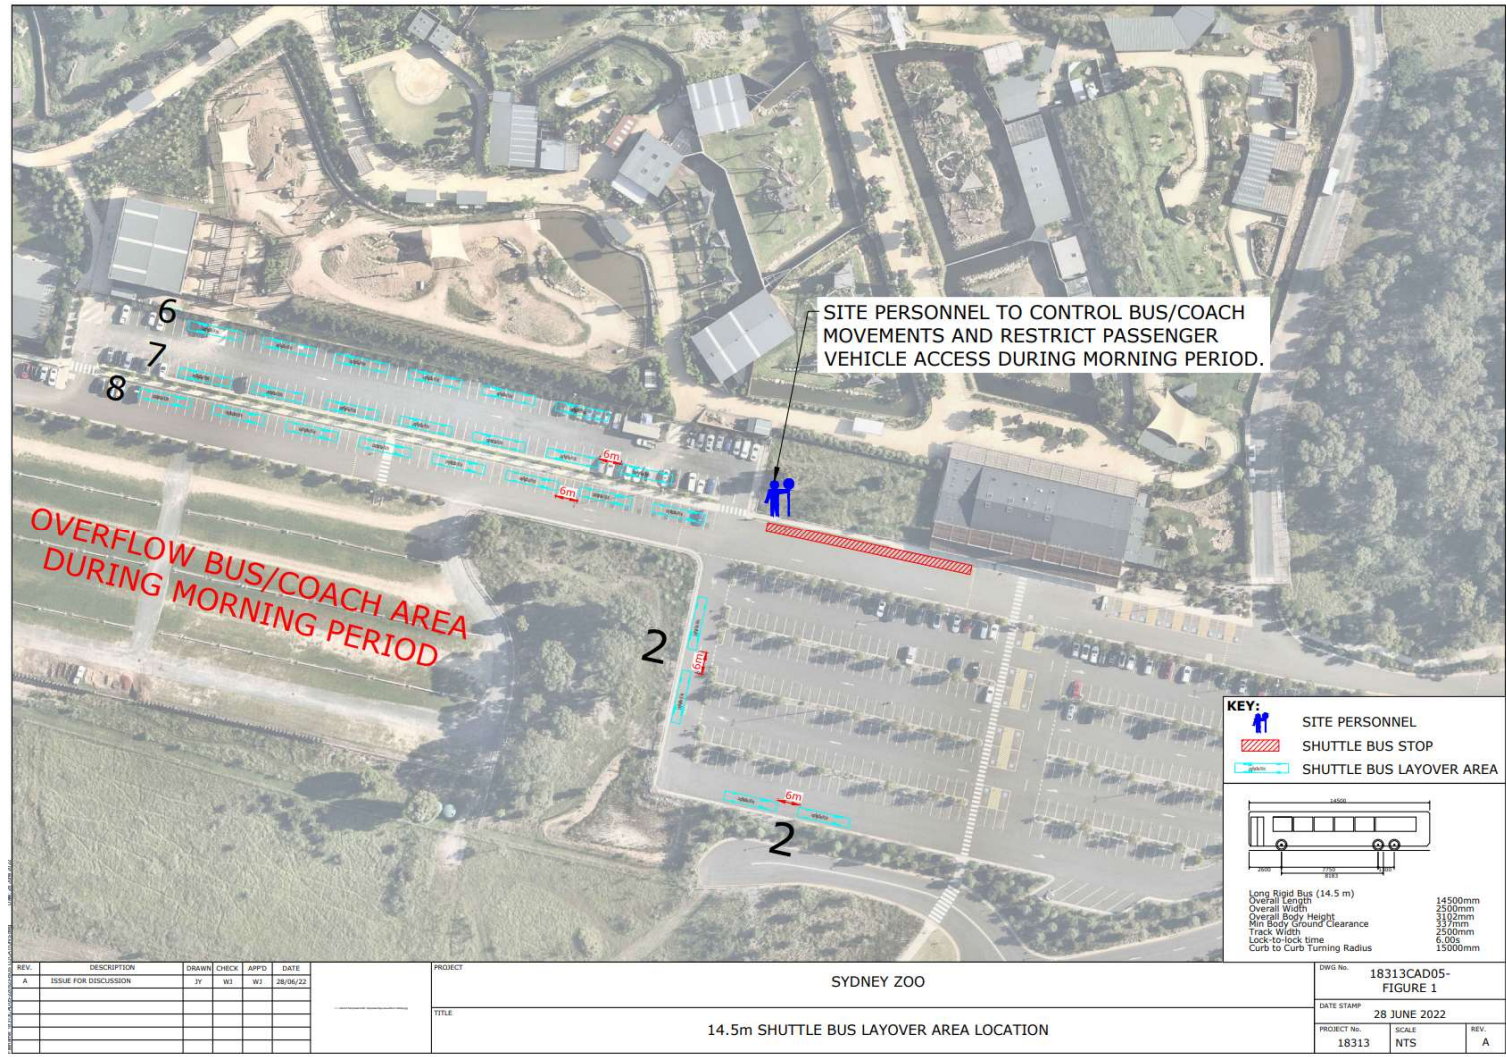 SITE PERSONNEL TO CONTROL BUS/COACH
MOVEMENTS AND RESTRICT PASSENGER
VEHICLE ACCESS DURING MORNING PERIOD.
6
7
8
6m
6m
OVERFLOW BUS/COACH AREA
DURING MORNING PERIOD
2
6m
6m
2
KEY:
SITE PERSONNEL
SHUTTLE BUS STOP
SHUTTLE BUS LAYOVER AREA
14500
2600
7750
8183
Long Rigid Bus (14.5 m)
Overall Length 14500mm
Overall Width 2500mm
Overall Body Height 3102mm
Min Body Ground Clearance 337mm
Track Width 2500mm
Lock-to-lock time 6.00s
Curb to Curb Turning Radius 15000mm
REV. DESCRIPTION DRAWN CHECK APP'D DATE
A ISSUE FOR DISCUSSION JY WJ WJ 28/06/22
PROJECT
SYDNEY ZOO
TITLE
14.5m SHUTTLE BUS LAYOVER AREA LOCATION
DWG No.
18313CAD05-
FIGURE 1
DATE STAMP
28 JUNE 2022
PROJECT No. SCALE REV.
18313 NTS A